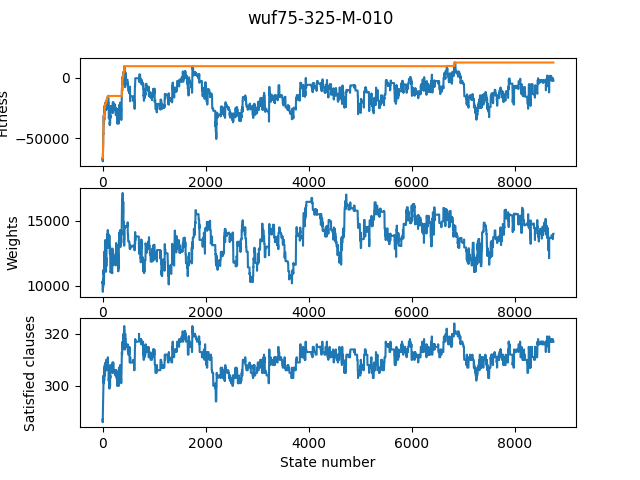 wuf75-325-M-010
Fitness
0
−50000
0 2000 4000 6000 8000
Weights
15000
10000
0 2000 4000 6000 8000
Satisfied clauses
320
300
0 2000 4000 6000 8000
State number